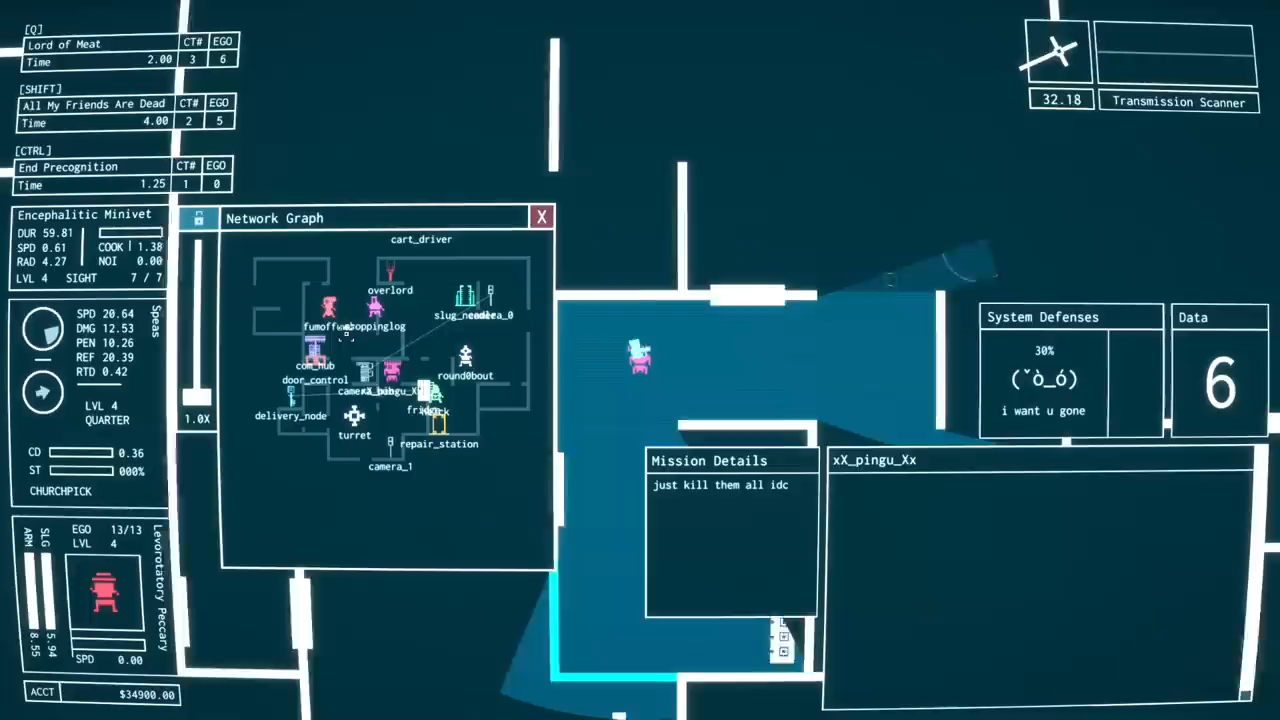 [Q]
Lord of Meat CT# EGO
Time 2.00 3 6
[SHIFT]
All My Friends Are Dead CT# EGO
Time 4.00 2 5
[CTRL]
End Precognition CT# EGO
Time 1.25 1 0
Encephalitic Minivet
DUR 59.81
SPD 0.61 COOK 1.38
RAD 4.27 NOI 0.00
LVL 4 SIGHT 7 / 7
Speas
SPD 20.64
DMG 12.53
PEN 10.26
REF 20.39
RTD 0.42
LVL 4
QUARTER
CD 0.36
ST 000%
CHURCHPICK
ARM SLG
EGO 13/13
LVL 4
Levorotatory Peccary
8.55 5.94
SPD 0.00
ACCT $34900.00
Network Graph X
1.0X
cart_driver
overlord
camera_0
round0bout
com_hub
door_control
delivery_node
turret
repair_station
camera_1
32.18 Transmission Scanner
System Defenses
30%
(ˇò_ó)
i want u gone
Data
6
Mission Details
just kill them all idc
xX_pingu_Xx